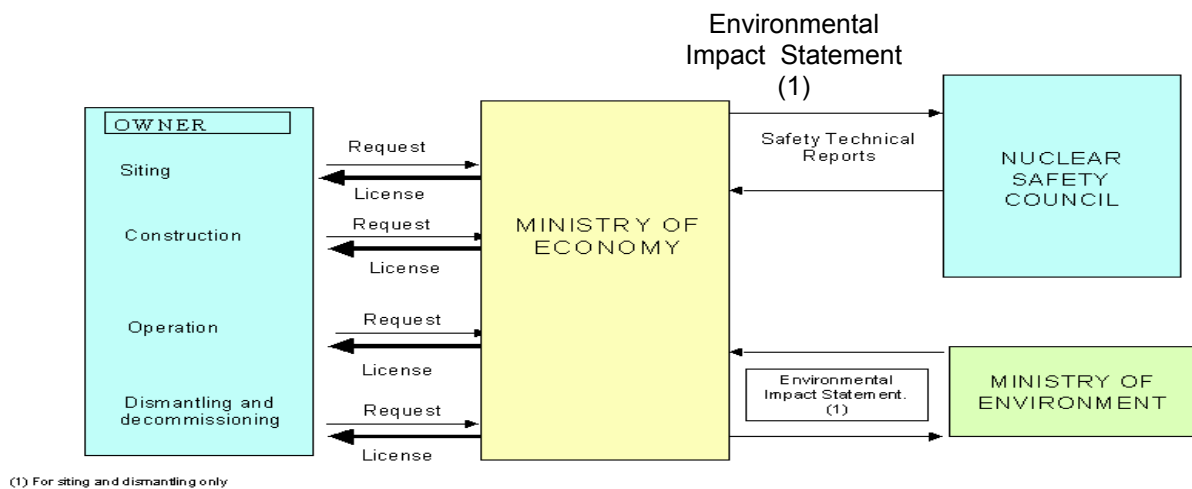 Environmental
Impact Statement
(1)
OWNER
Siting
Construction
Operation
Dismantling and
decommissioning
Request
License
Request
License
Request
License
Request
License
MINISTRY OF
ECONOMY
Safety Technical
Reports
NUCLEAR
SAFETY
COUNCIL
Environmental
Impact Statement.
(1)
MINISTRY OF
ENVIRONMENT
(1) For siting and dismantling only